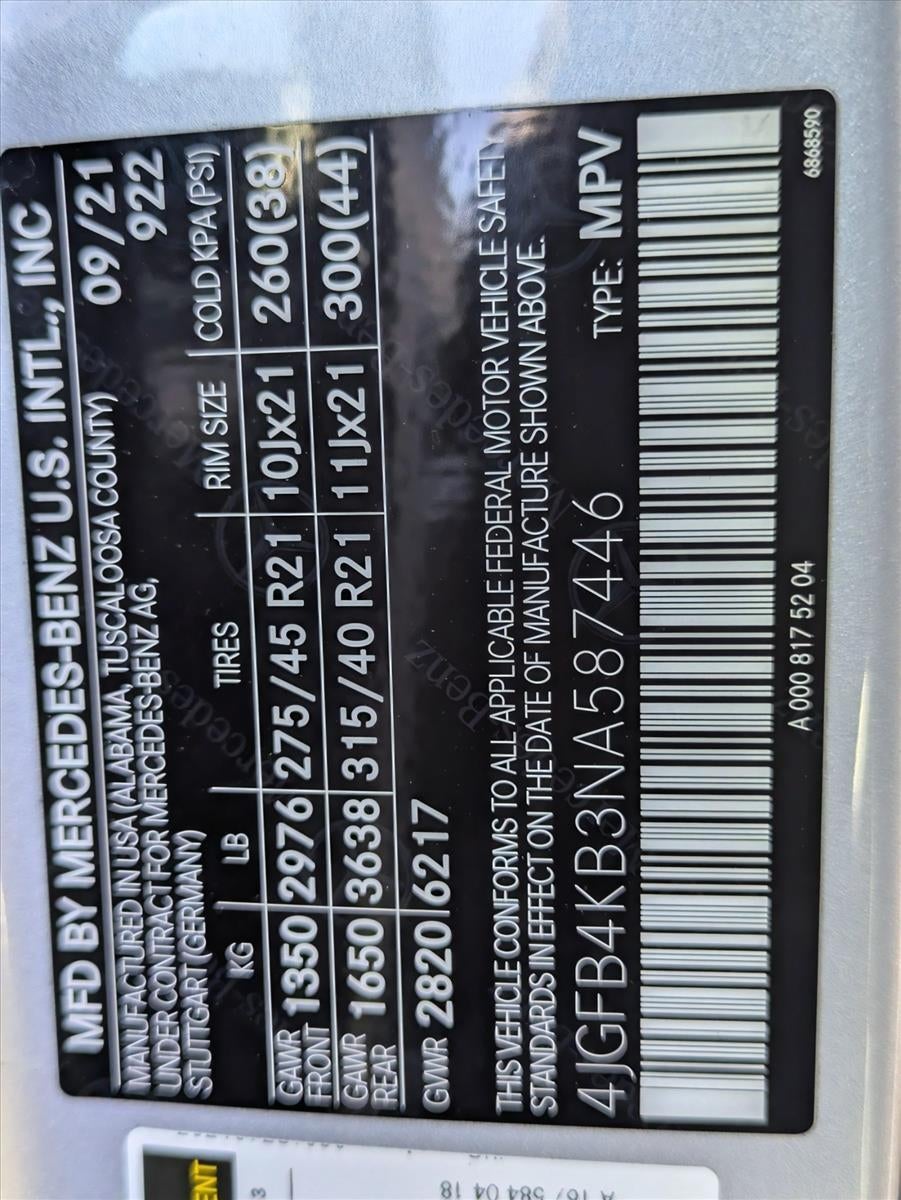 MFD BY MERCEDES-BENZ U.S. INTL., INC
MANUFACTURED IN USA (ALABAMA, TUSCALOOSA COUNTY) 09/21
UNDER CONTRACT FOR MERCEDES-BENZ AG, 922
STUTTGART (GERMANY)
KG LB TIRES RIM SIZE COLD KPA (PSI)
GAWR FRONT 1350 2976 275/45 R21 10Jx21 260(38)
GAWR REAR 1650 3638 315/40 R21 11Jx21 300(44)
GVWR 2820 6217
THIS VEHICLE CONFORMS TO ALL APPLICABLE FEDERAL MOTOR VEHICLE SAFETY
STANDARDS IN EFFECT ON THE DATE OF MANUFACTURE SHOWN ABOVE.
4JGFB4KB3NA587446 TYPE: MPV
A 000 817 52 04 6868590
ENT
3
A 167 584 04 18